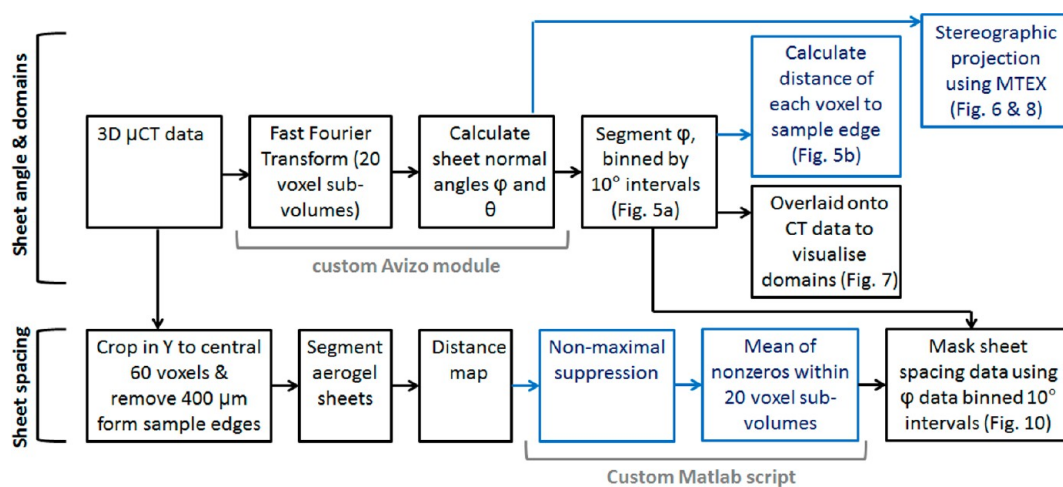 Sheet angle & domains
3D µCT data
Fast Fourier
Transform (20
voxel sub-
volumes)
Calculate
sheet normal
angles φ and
θ
custom Avizo module
Segment φ,
binned by
10° intervals
(Fig. 5a)
Calculate
distance of
each voxel to
sample edge
(Fig. 5b)
Stereographic
projection
using MTEX
(Fig. 6 & 8)
Overlaid onto
CT data to
visualise
domains (Fig. 7)
Sheet spacing
Crop in Y to central
60 voxels &
remove 400 µm
form sample edges
Segment
aerogel
sheets
Distance
map
Non-maximal
suppression
Mean of
nonzeros within
20 voxel sub-
volumes
Custom Matlab script
Mask sheet
spacing data using
φ data binned 10°
intervals (Fig. 10)